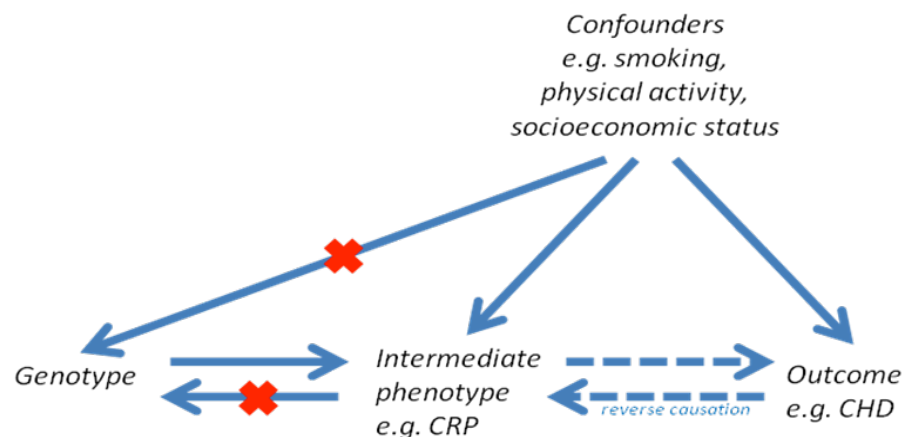 Confounders
e.g. smoking,
physical activity,
socioeconomic status
Genotype
Intermediate
phenotype
e.g. CRP
reverse causation
Outcome
e.g. CHD